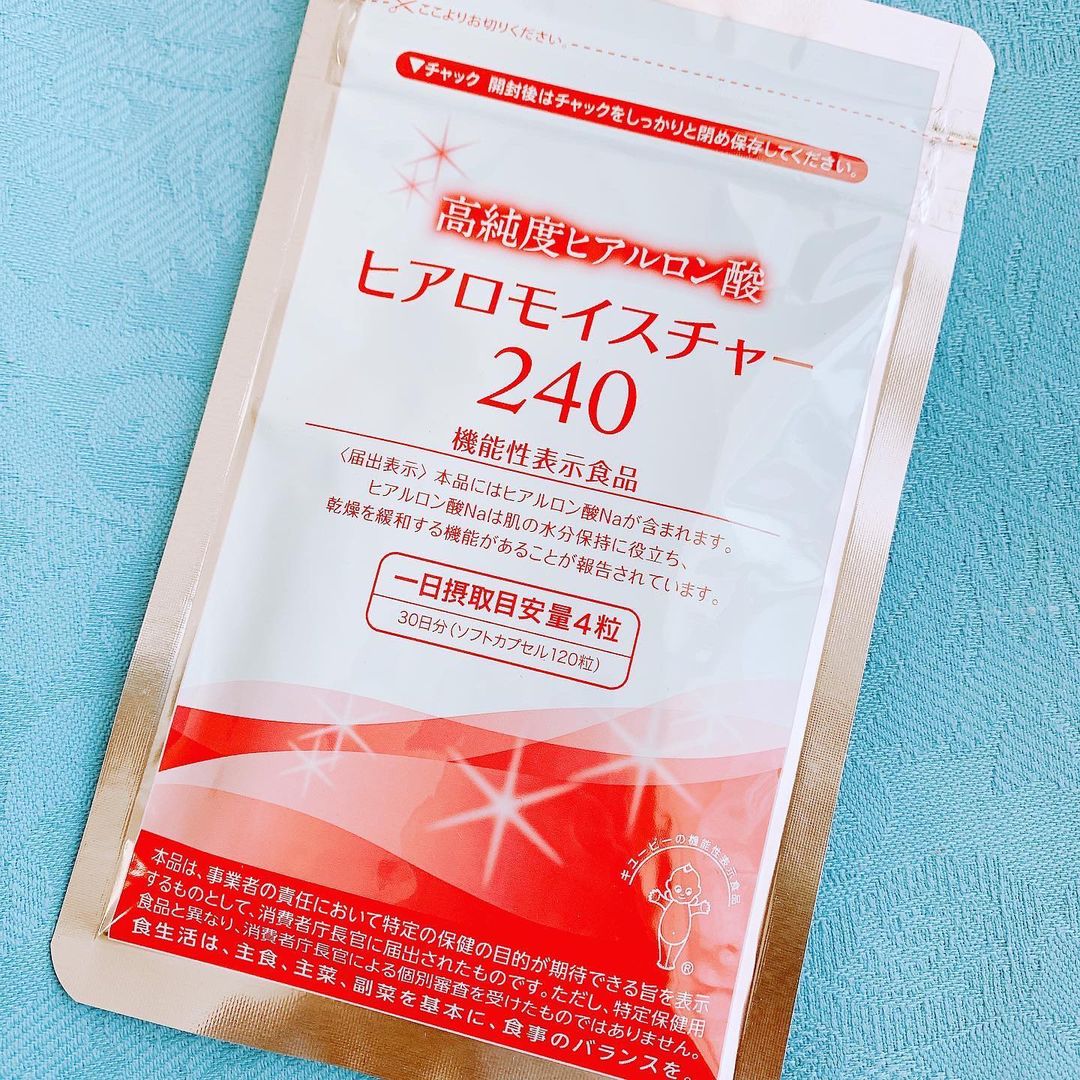 ここよりお切りください。
▼チャック 開封後はチャックをしっかりと閉め保存してください。
高純度ヒアルロン酸
ヒアロモイスチャー
240
機能性表示食品
〈届出表示〉本品にはヒアルロン酸Naが含まれます。
ヒアルロン酸Naは肌の水分保持に役立ち、
乾燥を緩和する機能があることが報告されています。
一日摂取目安量4粒
30日分(ソフトカプセル120粒)
キユーピーの機能性表示食品
®
本品は、事業者の責任において特定の保健の目的が期待できる旨を表示
するものとして、消費者庁長官に届出されたものです。ただし、特定保健用
食品と異なり、消費者庁長官による個別審査を受けたものではありません。
食生活は、主食、主菜、副菜を基本に、食事のバランスを。